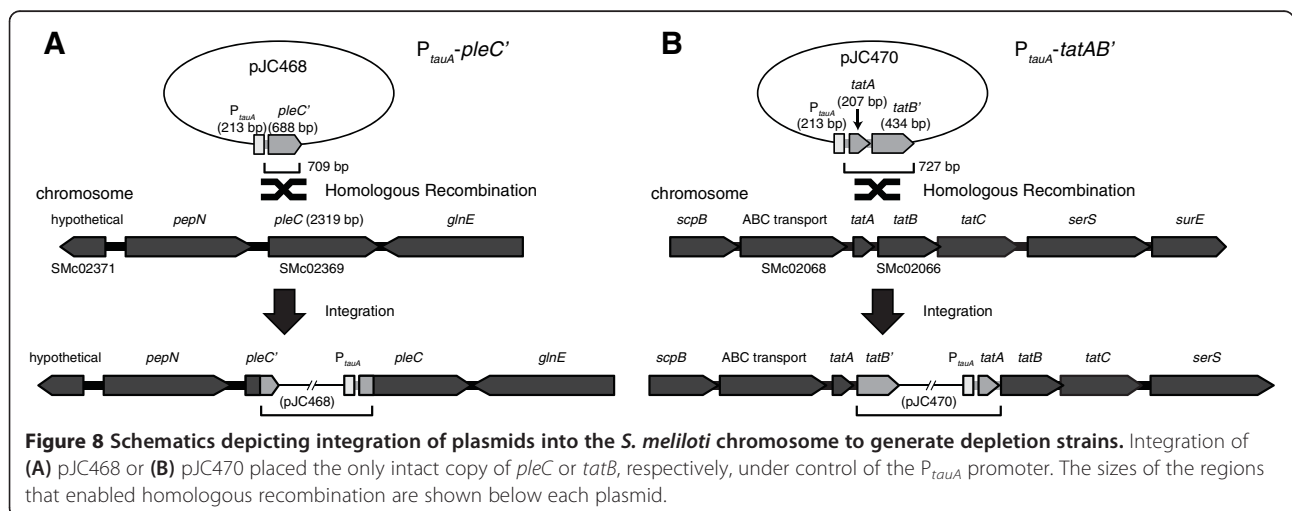 A
P_tauA-pleC'
pJC468
P_tauA pleC'
(213 bp) (688 bp)
709 bp
Homologous Recombination
chromosome
hypothetical pepN pleC (2319 bp) glnE
SMc02371 SMc02369
Integration
hypothetical pepN pleC' P_tauA pleC glnE
(pJC468)
B
P_tauA-tatAB'
pJC470
tatA
(207 bp)
P_tauA tatB'
(213 bp) (434 bp)
727 bp
Homologous Recombination
chromosome
scpB ABC transport tatA tatB tatC serS surE
SMc02068 SMc02066
Integration
scpB ABC transport tatA tatB' P_tauA tatA tatB tatC serS
(pJC470)
Figure 8 Schematics depicting integration of plasmids into the S. meliloti chromosome to generate depletion strains. Integration of
(A) pJC468 or (B) pJC470 placed the only intact copy of pleC or tatB, respectively, under control of the P_tauA promoter. The sizes of the regions
that enabled homologous recombination are shown below each plasmid.